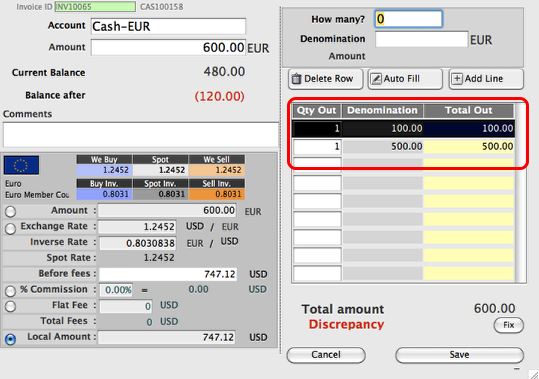 Invoice ID INV10065 CAS100158
Account Cash-EUR
Amount 600.00 EUR
Current Balance 480.00
Balance after (120.00)
Comments
We Buy Spot We Sell
1.2452 1.2452 1.2452
Euro Buy Inv. Spot Inv. Sell Inv.
Euro Member Cou 0.8031 0.8031 0.8031
Amount : 600.00 EUR
Exchange Rate : 1.2452 USD / EUR
Inverse Rate : 0.8030838 EUR / USD
Spot Rate : 1.2452
Before fees : 747.12 USD
% Commission : 0.00% = 0.00 USD
Flat Fee : 0 USD
Total Fees : 0 USD
Local Amount : 747.12 USD
How many? 0
Denomination EUR
Amount
Delete Row Auto Fill Add Line
Qty Out Denomination Total Out
1 100.00 100.00
1 500.00 500.00
Total amount 600.00
Discrepancy Fix
Cancel Save